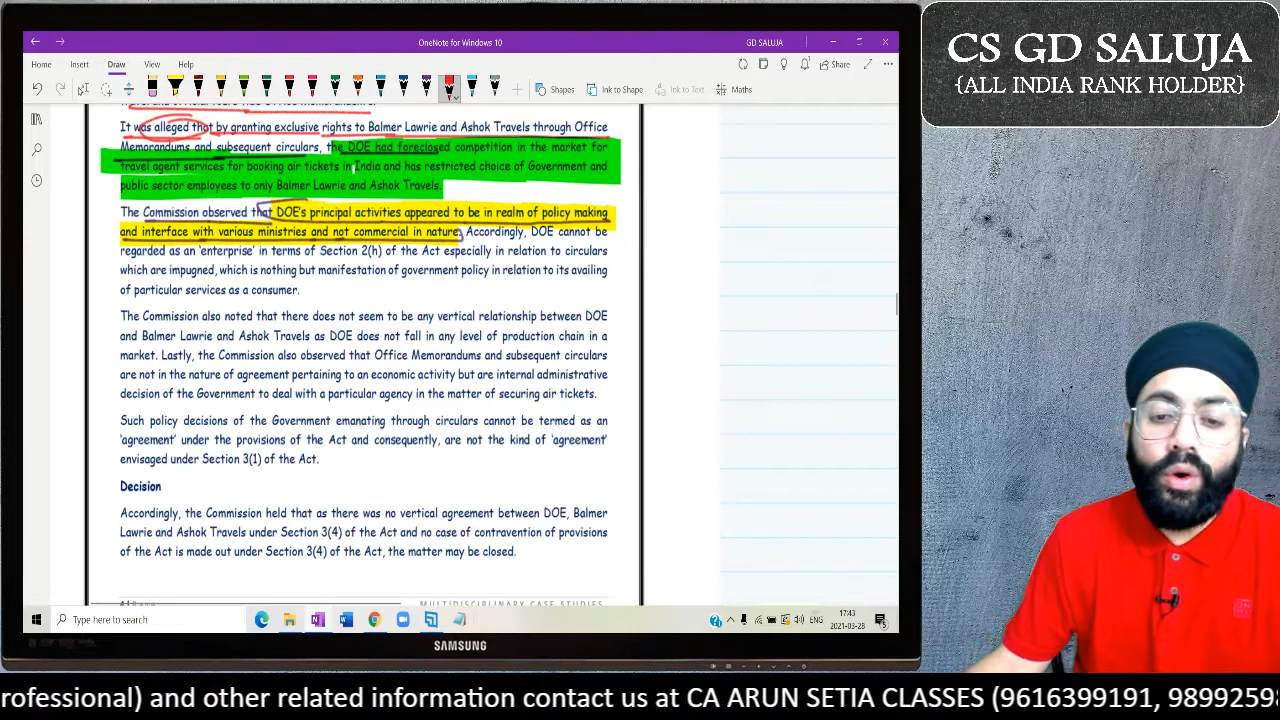 OneNote for Windows 10
GD SALUJA
Home Insert Draw View Help
Share
Shapes
Ink to Shape
Ink to Text
Maths
It was alleged that by granting exclusive rights to Balmer Lawrie and Ashok Travels through Office
Memorandums and subsequent circulars, the DOE had foreclosed competition in the market for
travel agent services for booking air tickets in India and has restricted choice of Government and
public sector employees to only Balmer Lawrie and Ashok Travels.
The Commission observed that DOE's principal activities appeared to be in realm of policy making
and interface with various ministries and not commercial in nature. Accordingly, DOE cannot be
regarded as an 'enterprise' in terms of Section 2(h) of the Act especially in relation to circulars
which are impugned, which is nothing but manifestation of government policy in relation to its availing
of particular services as a consumer.
The Commission also noted that there does not seem to be any vertical relationship between DOE
and Balmer Lawrie and Ashok Travels as DOE does not fall in any level of production chain in a
market. Lastly, the Commission also observed that Office Memorandums and subsequent circulars
are not in the nature of agreement pertaining to an economic activity but are internal administrative
decision of the Government to deal with a particular agency in the matter of securing air tickets.
Such policy decisions of the Government emanating through circulars cannot be termed as an
'agreement' under the provisions of the Act and consequently, are not the kind of 'agreement'
envisaged under Section 3(1) of the Act.
Decision
Accordingly, the Commission held that as there was no vertical agreement between DOE, Balmer
Lawrie and Ashok Travels under Section 3(4) of the Act and no case of contravention of provisions
of the Act is made out under Section 3(4) of the Act, the matter may be closed.
MULTIDISCIPLINARY CASE STUDIES
Type here to search
ENG
17:43
2021-03-28
SAMSUNG
CS GD SALUJA
{ALL INDIA RANK HOLDER}
rofessional) and other related information contact us at CA ARUN SETIA CLASSES (9616399191, 98992598